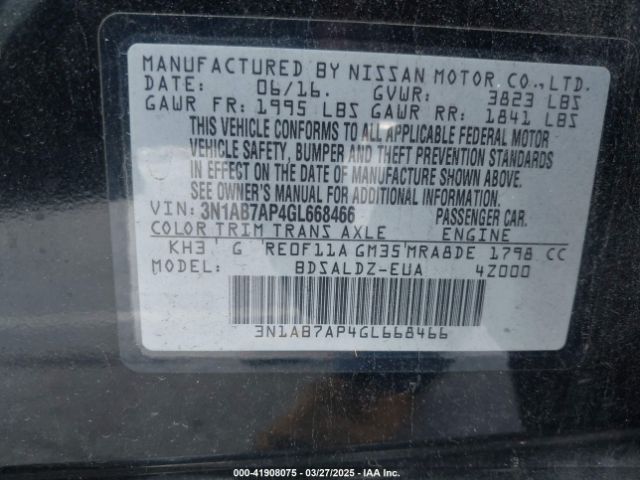 MANUFACTURED BY NISSAN MOTOR CO., LTD.
DATE: 06/16. GVWR: 3823 LBS
GAWR FR: 1995 LBS GAWR RR: 1841 LBS
THIS VEHICLE CONFORMS TO ALL APPLICABLE FEDERAL MOTOR
VEHICLE SAFETY, BUMPER AND THEFT PREVENTION STANDARDS
IN EFFECT ON THE DATE OF MANUFACTURE SHOWN ABOVE.
SEE OWNER'S MANUAL FOR ADDITIONAL INFORMATION.
VIN: 3N1AB7AP4GL668466 PASSENGER CAR.
COLOR TRIM TRANS AXLE ENGINE
KH3 G RE0F11A GM35 MRA8DE 1798 CC
MODEL: BDSALDZ-EUA 4Z000
3N1AB7AP4GL668466
000-41908075 — 03/27/2025 — IAA Inc.